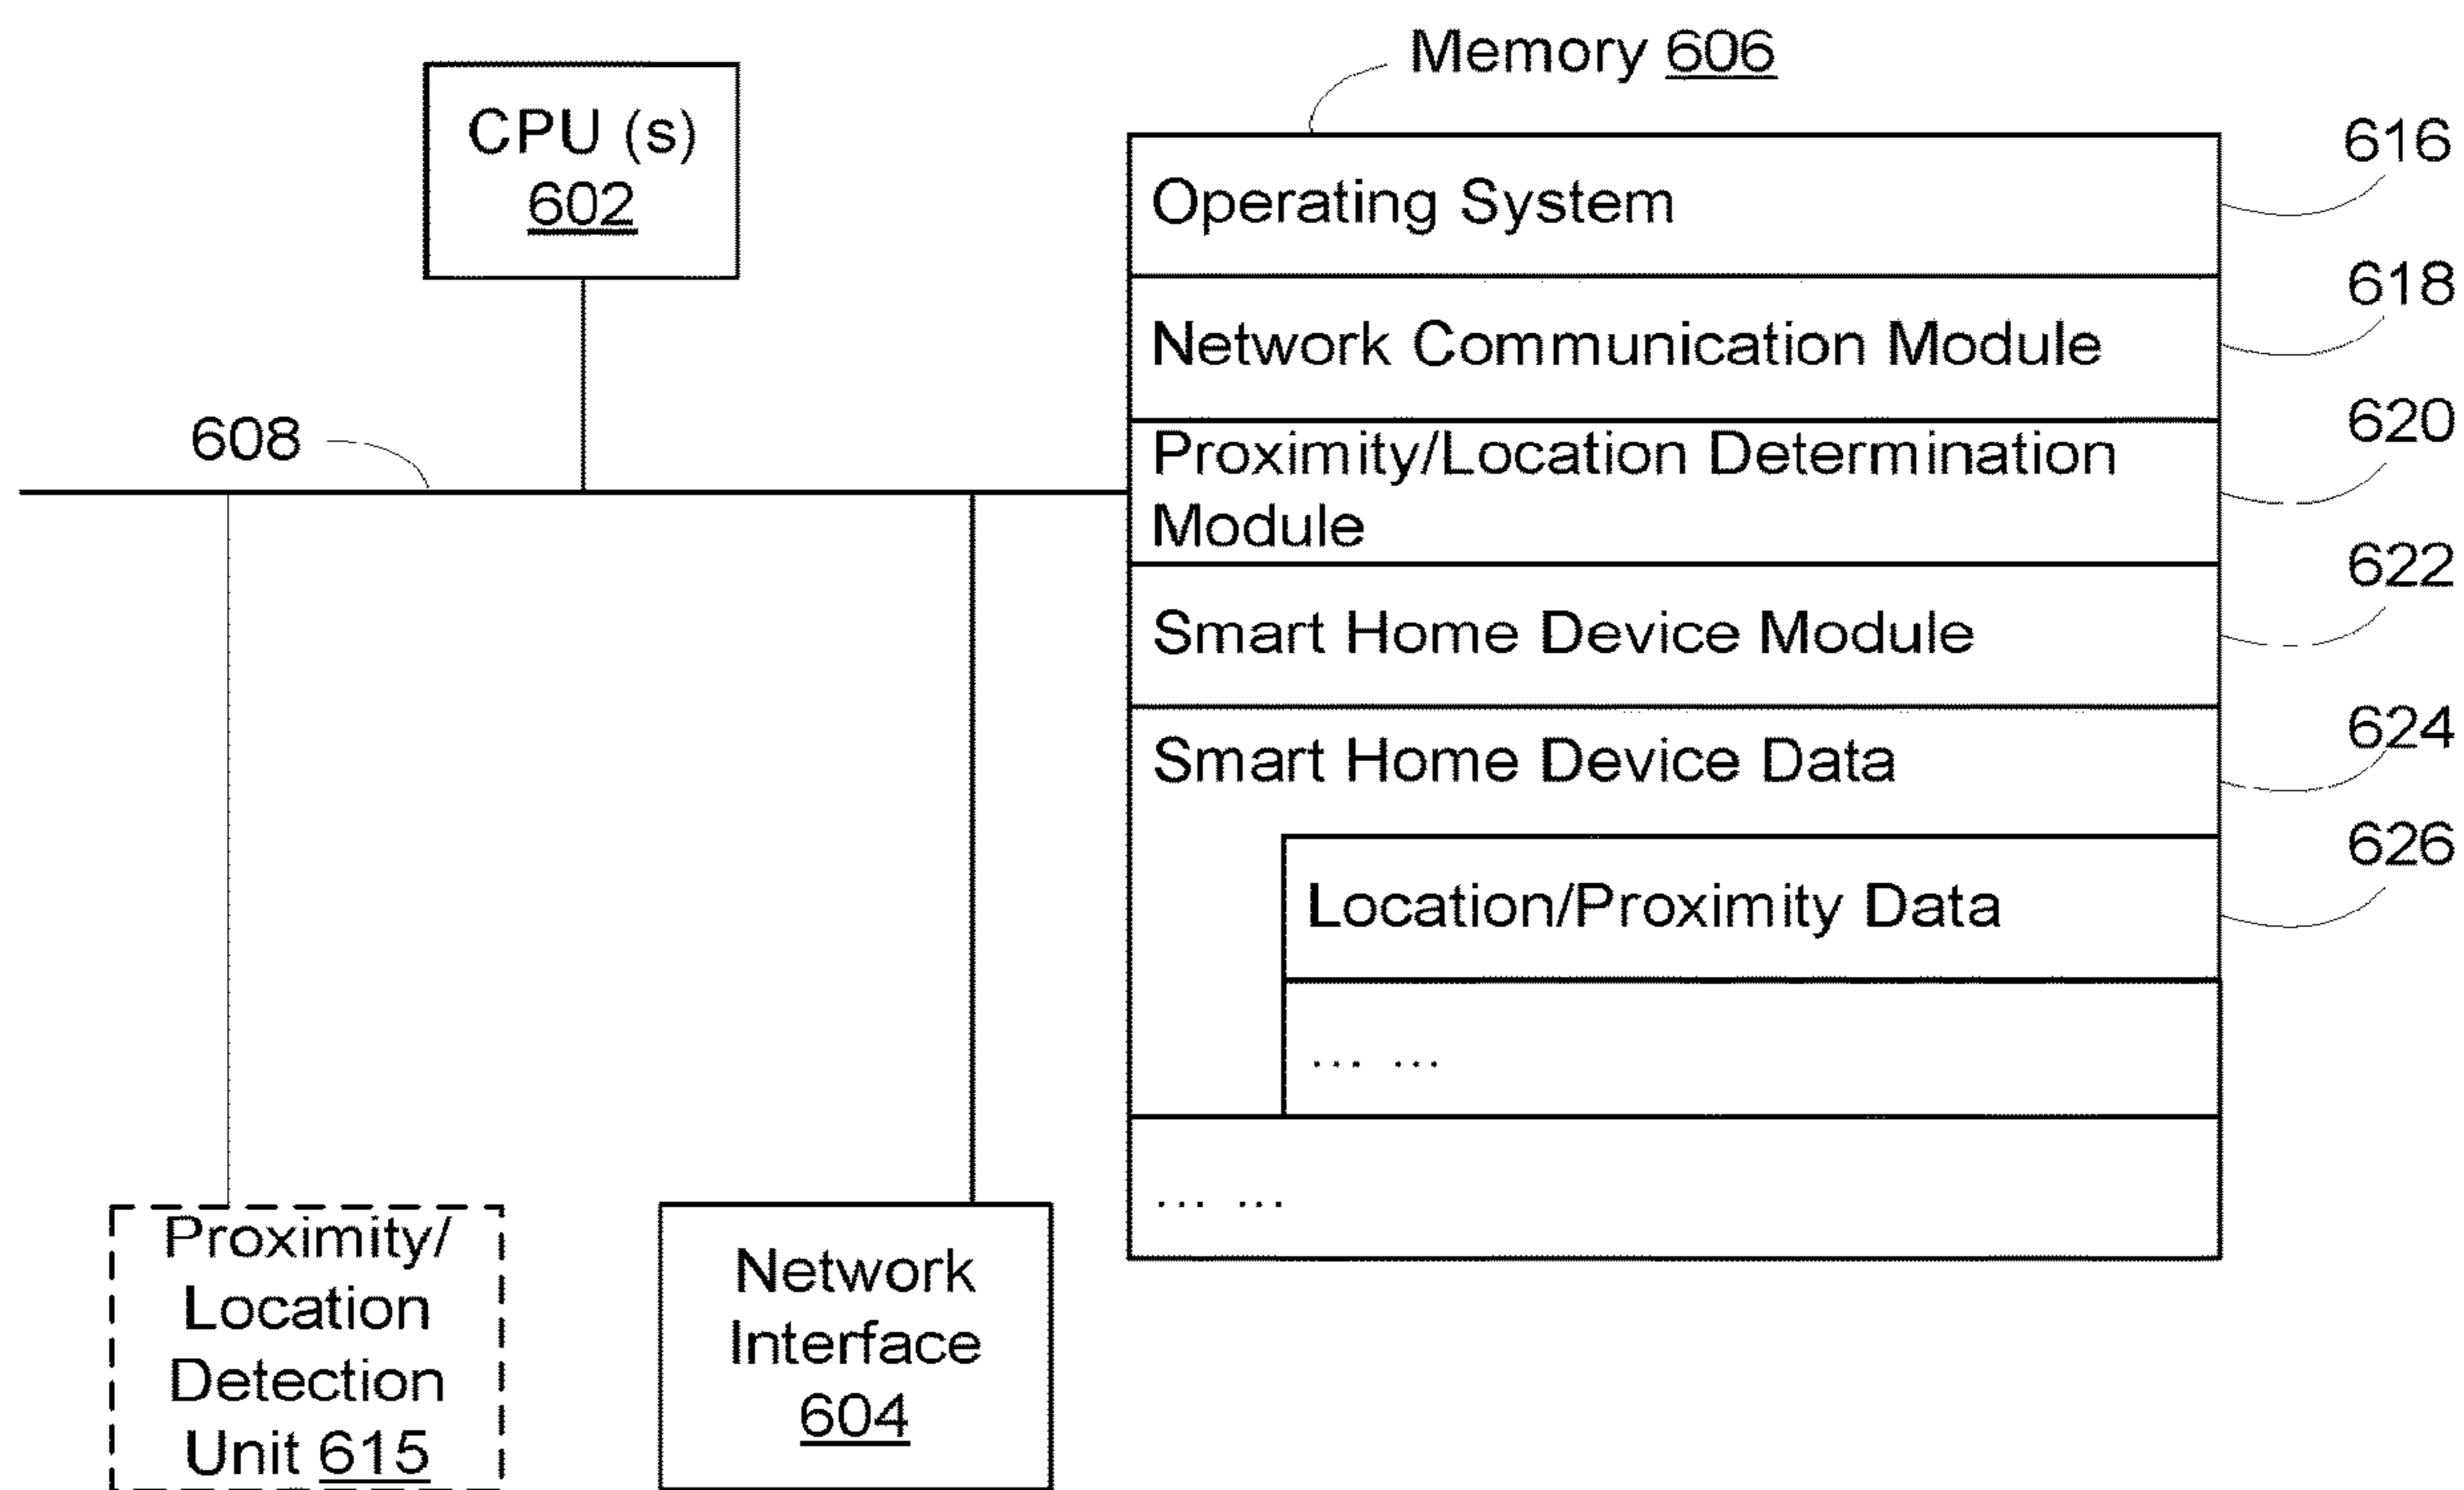 Memory 606
CPU (s)
602
616
Operating System
618
Network Communication Module
608
620
Proximity/Location Determination
Module
622
Smart Home Device Module
624
Smart Home Device Data
626
Location/Proximity Data
... ...
... ...
Proximity/
Location
Detection
Unit 615
Network
Interface
604